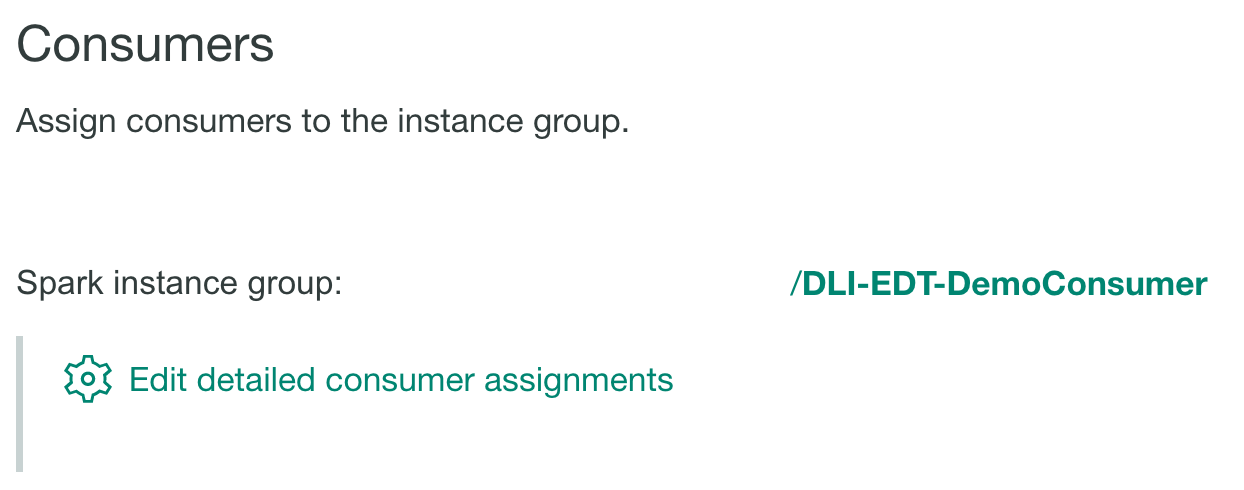 Consumers
Assign consumers to the instance group.
Spark instance group: /DLI-EDT-DemoConsumer
Edit detailed consumer assignments